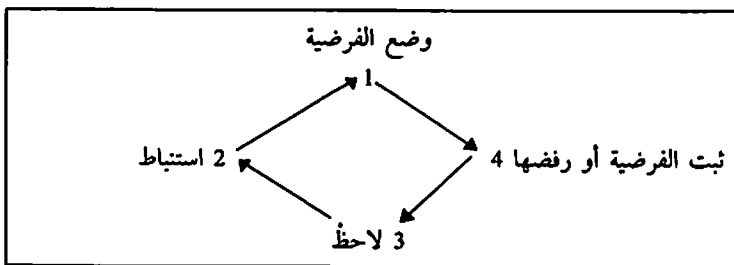 وضع الفرضية
1
ثبت الفرضية أو رفضها 4
2 استنباط
3 لاحظْ